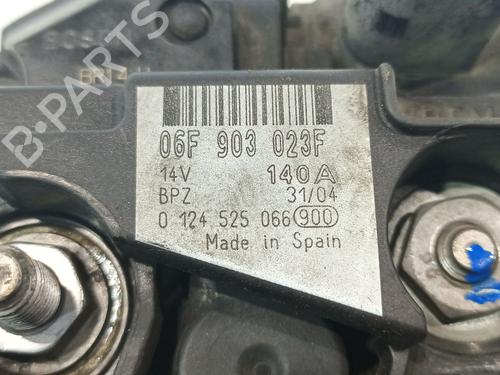 B-PARTS
06F 903 023F
14V 140A
BPZ 31/04
0 124 525 066 900
Made in Spain